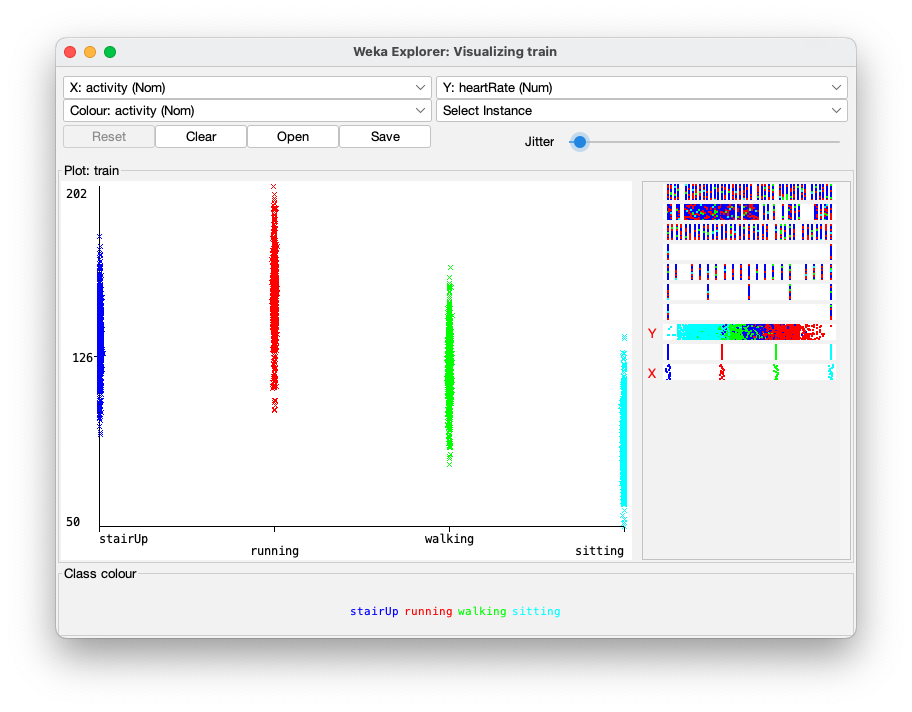 Weka Explorer: Visualizing train
X: activity (Nom)
Y: heartRate (Num)
Colour: activity (Nom)
Select Instance
Reset
Clear
Open
Save
Jitter
Plot: train
202
126
50
stairUp
running
walking
sitting
Y
X
Class colour
stairUp running walking sitting